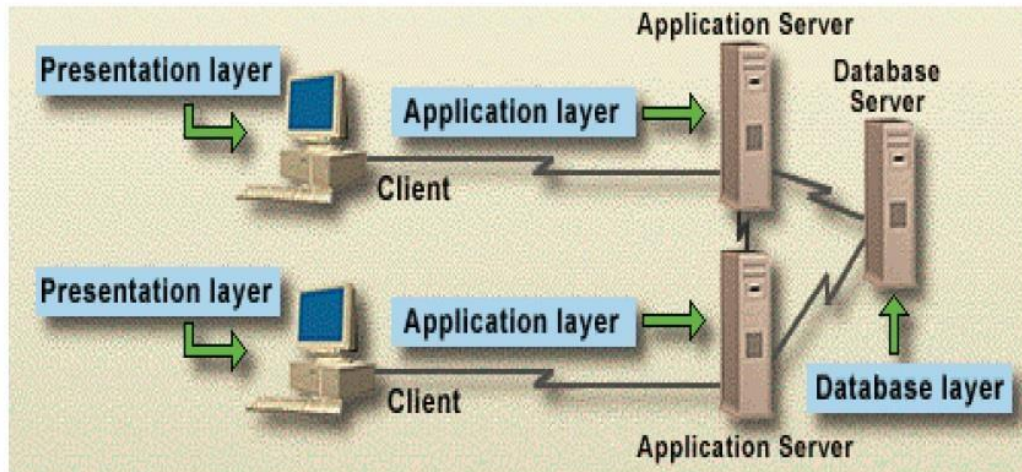 Application Server
Presentation layer
Application layer
Database
Server
Client
Presentation layer
Application layer
Client
Database layer
Application Server